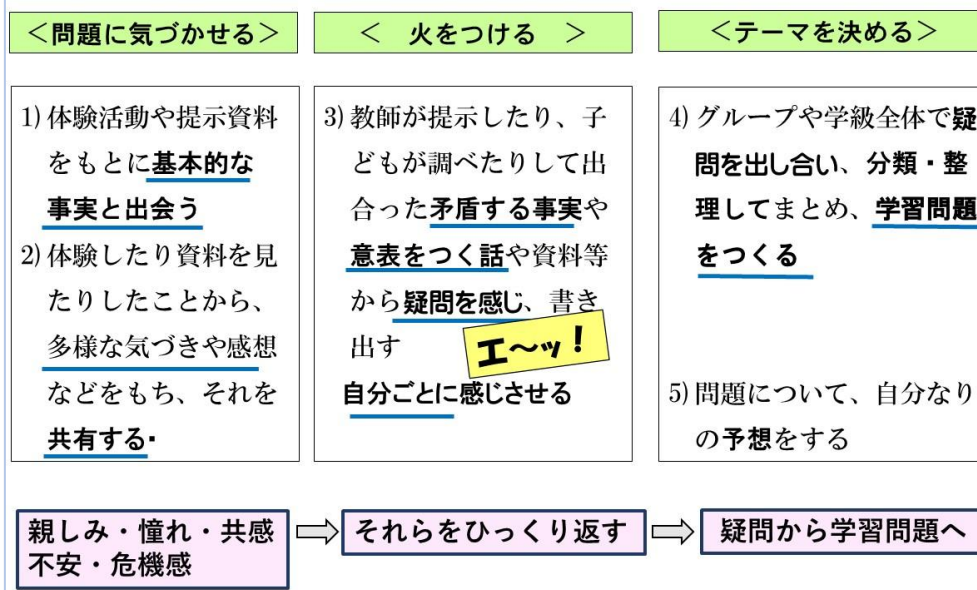 ＜問題に気づかせる＞
1) 体験活動や提示資料
をもとに基本的な
事実と出会う
2) 体験したり資料を見
たりしたことから、
多様な気づきや感想
などをもち、それを
共有する・
＜　火をつける　＞
3) 教師が提示したり、子
どもが調べたりして出
合った矛盾する事実や
意表をつく話や資料等
から疑問を感じ、書き
出す
エ～ッ！
自分ごとに感じさせる
＜テーマを決める＞
4) グループや学級全体で疑
問を出し合い、分類・整
理してまとめ、学習問題
をつくる
5) 問題について、自分なり
の予想をする
親しみ・憧れ・共感
不安・危機感
それらをひっくり返す
疑問から学習問題へ